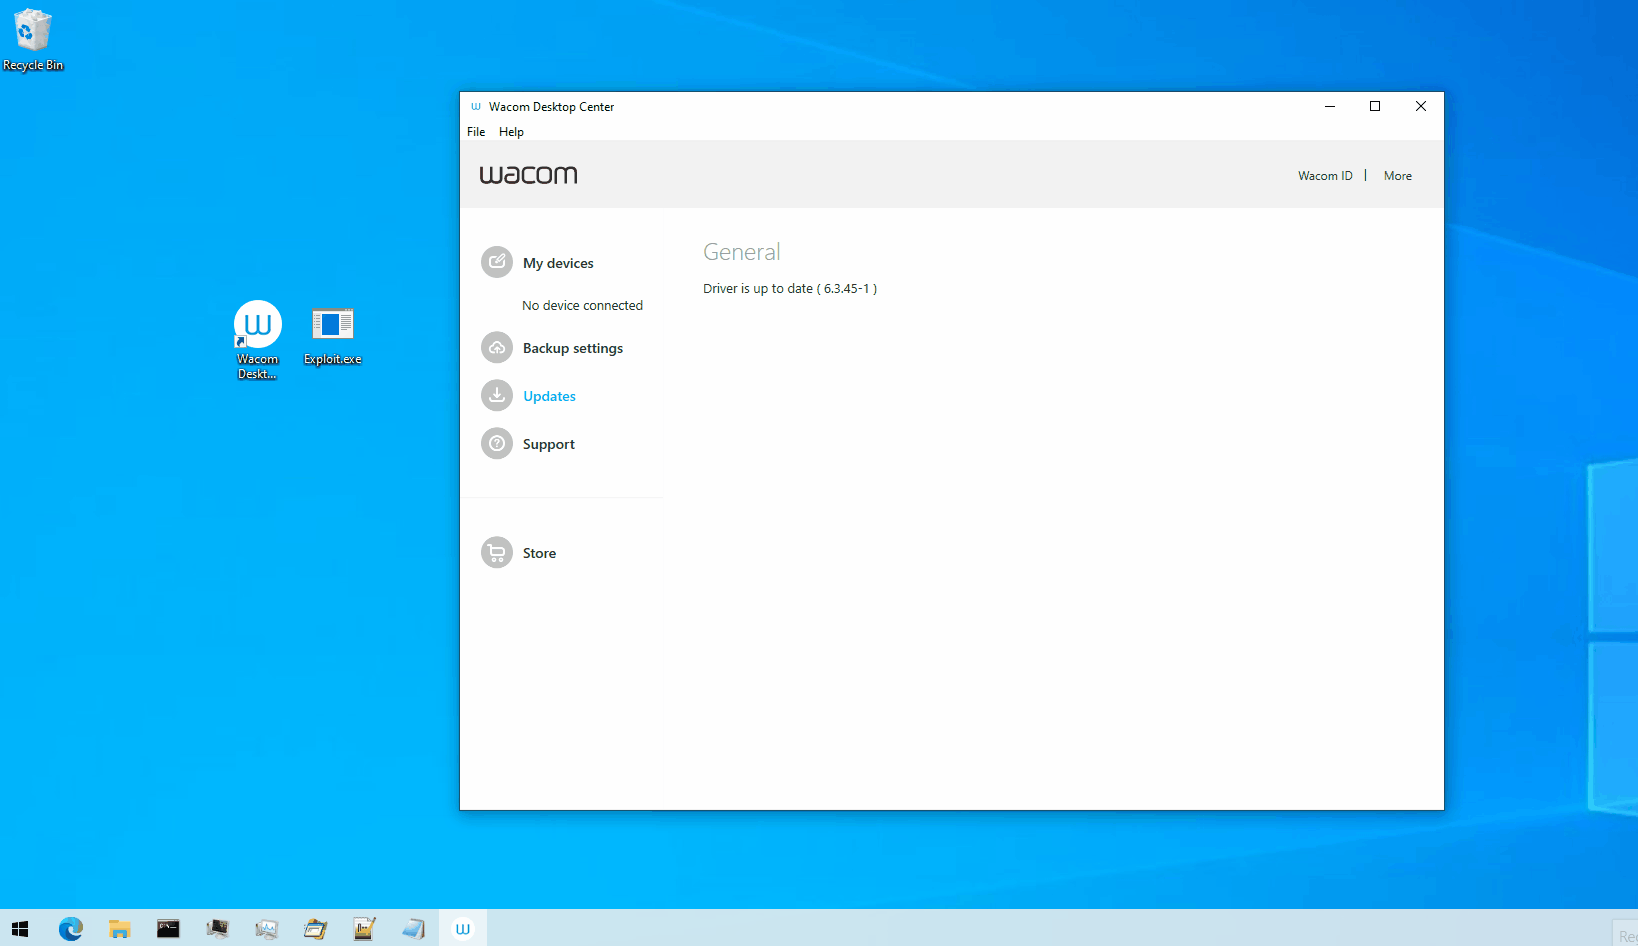 Recycle Bin
Wacom
Deskt...
Exploit.exe
Wacom Desktop Center
File Help
wacom
Wacom ID | More
My devices
No device connected
Backup settings
Updates
Support
Store
General
Driver is up to date ( 6.3.45-1 )